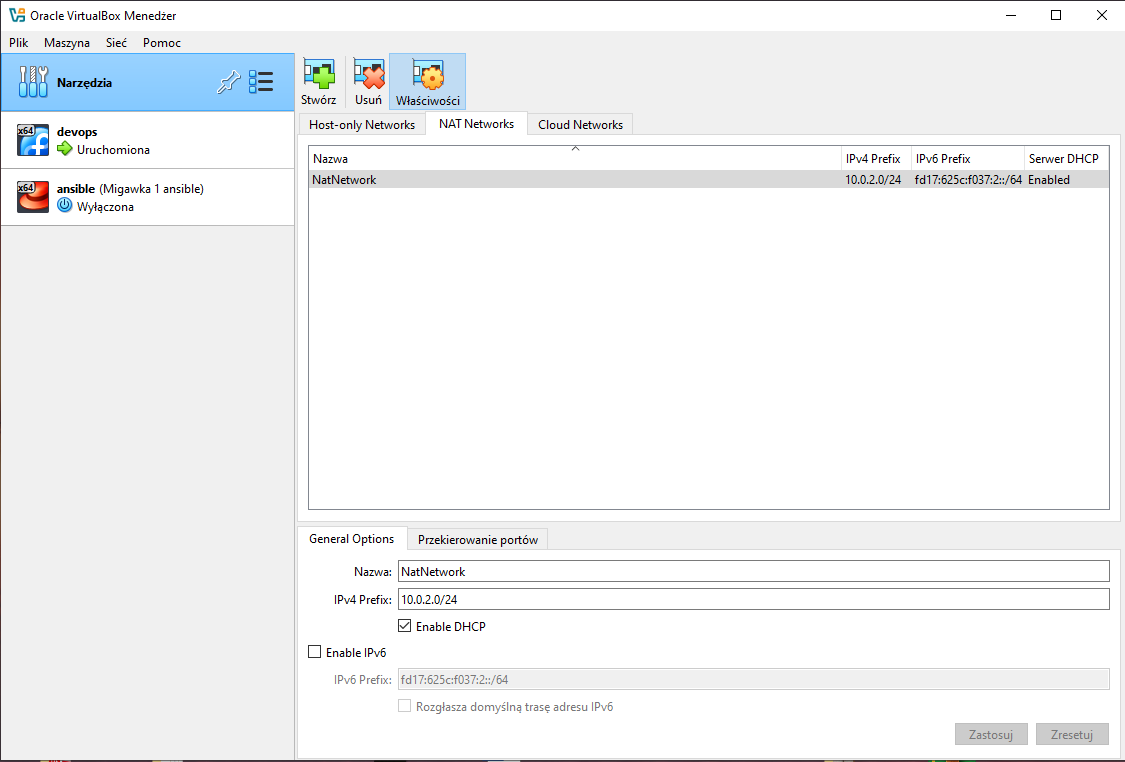 Oracle VirtualBox Menedżer
Plik Maszyna Sieć Pomoc
Narzędzia
x64
devops
Uruchomiona
x64
ansible (Migawka 1 ansible)
Wyłączona
Stwórz Usuń Właściwości
Host-only Networks NAT Networks Cloud Networks
Nazwa IPv4 Prefix IPv6 Prefix Serwer DHCP
NatNetwork 10.0.2.0/24 fd17:625c:f037:2::/64 Enabled
General Options Przekierowanie portów
Nazwa: NatNetwork
IPv4 Prefix: 10.0.2.0/24
Enable DHCP
Enable IPv6
IPv6 Prefix: fd17:625c:f037:2::/64
Rozgłasza domyślną trasę adresu IPv6
Zastosuj Zresetuj